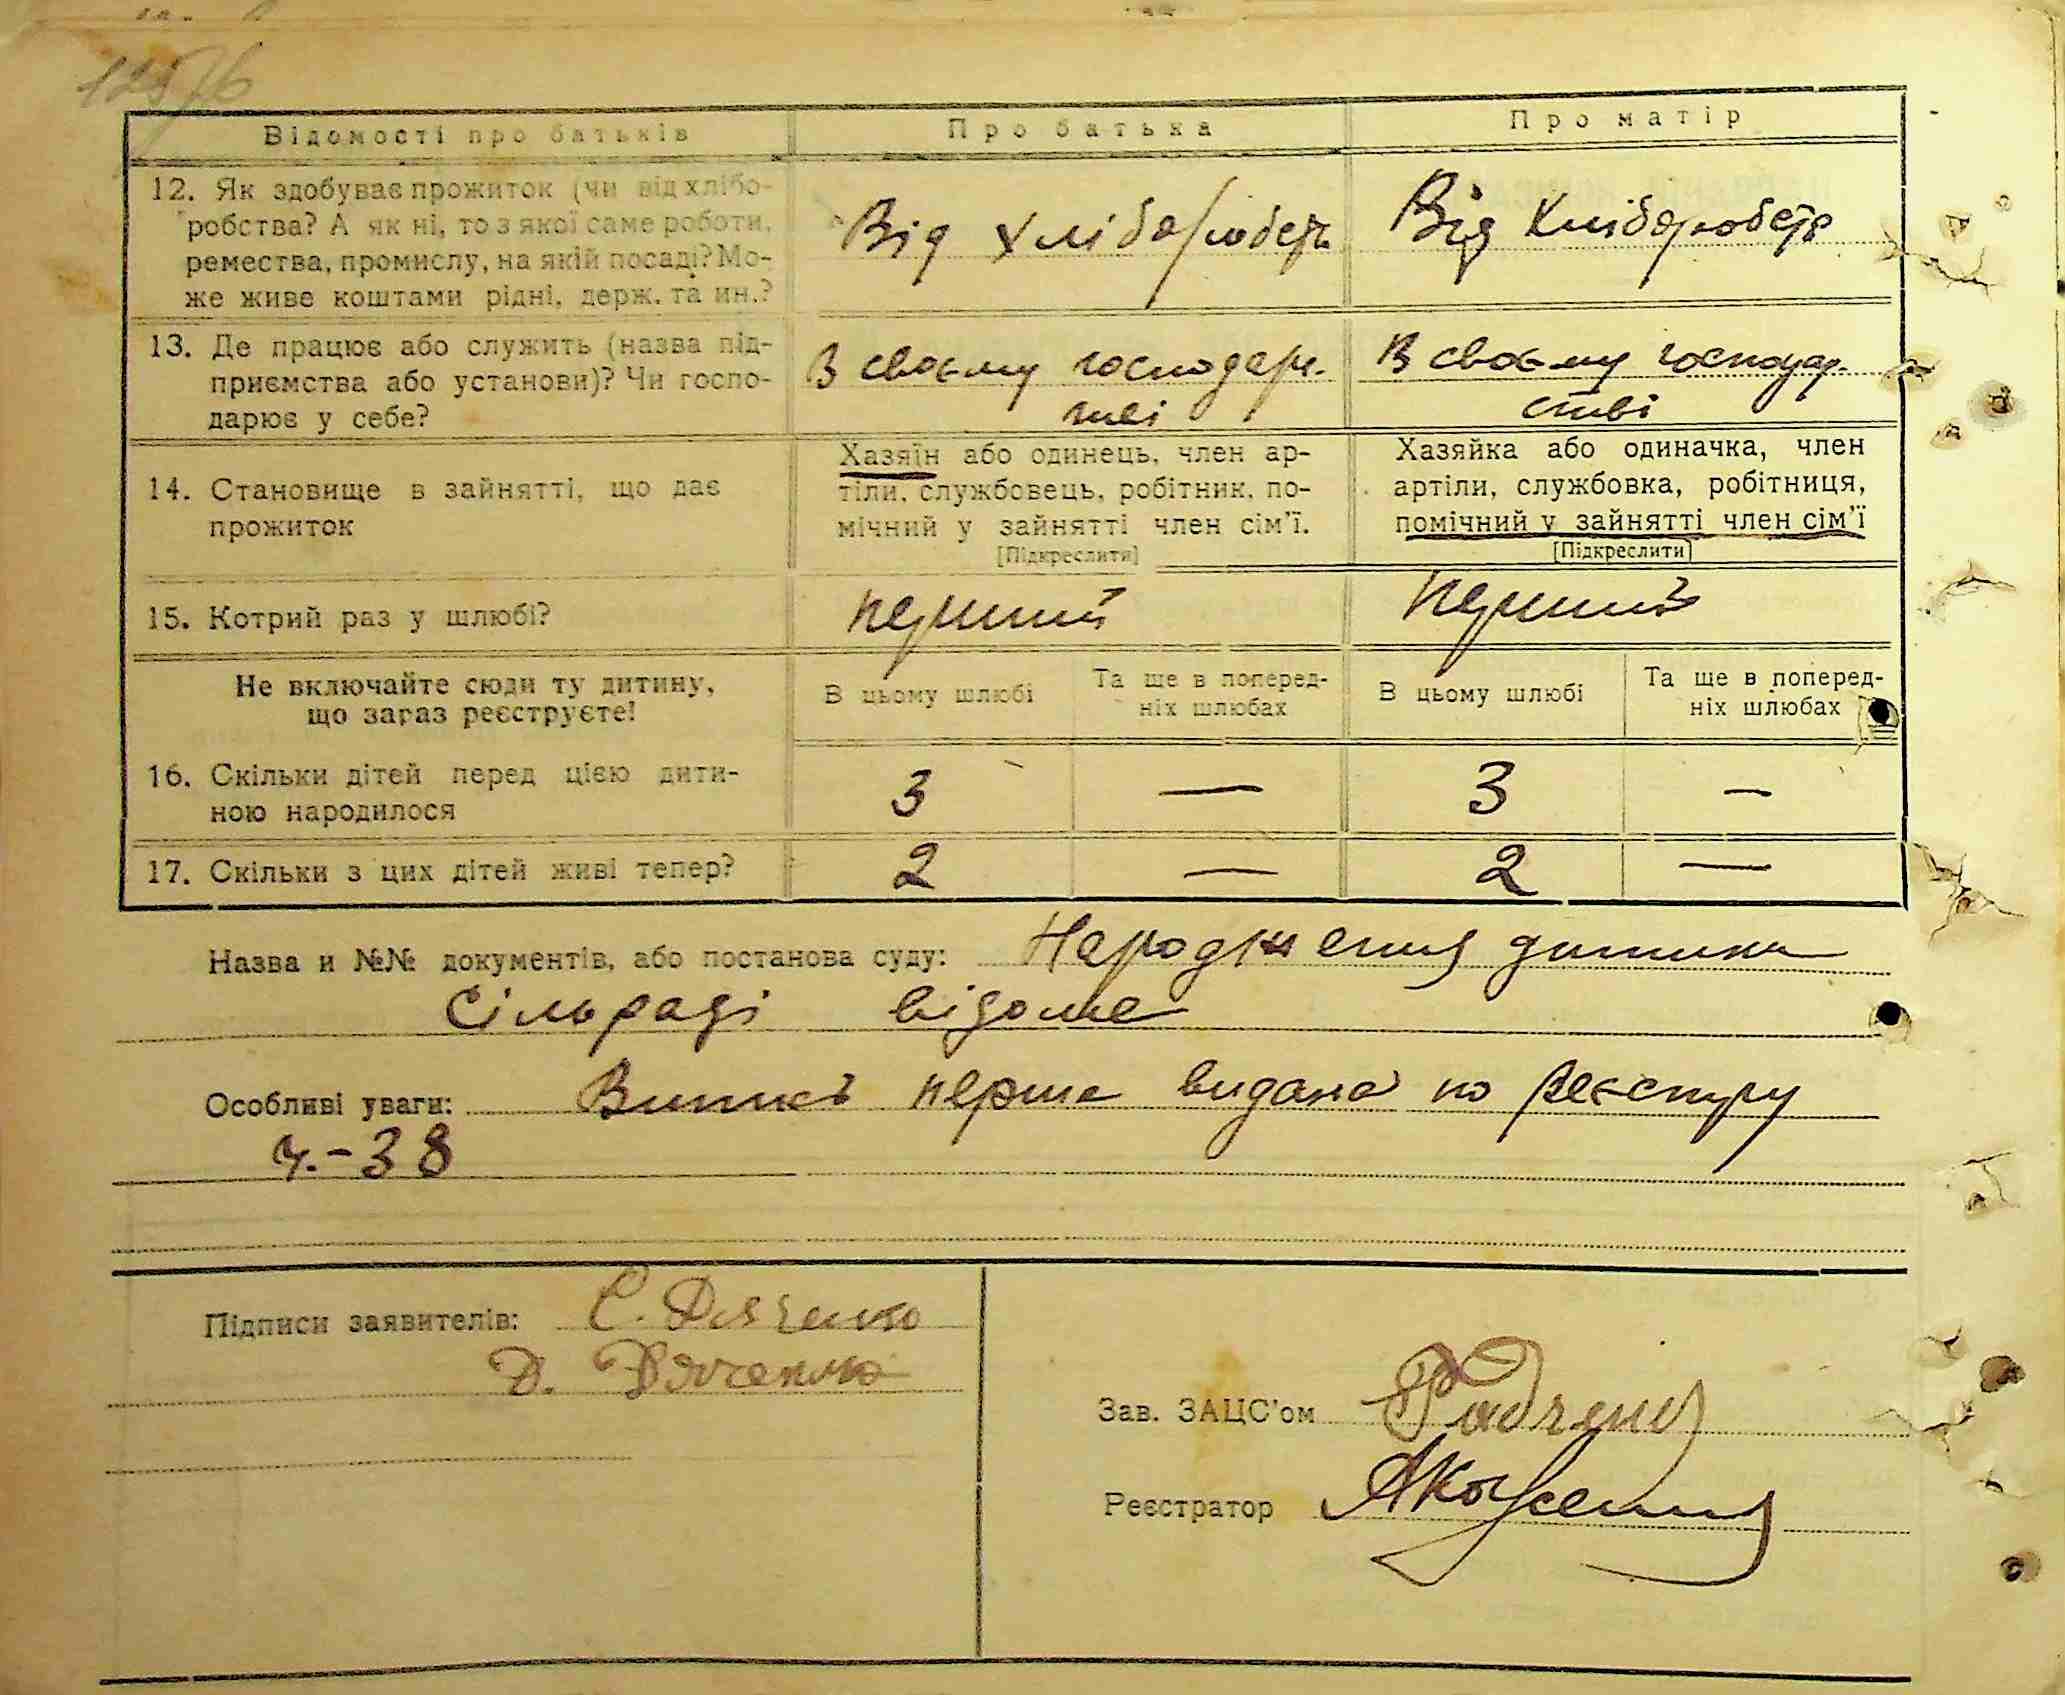 Відомості про батьків
Про батька
Про матір
12. Як здобуває прожиток (чи від хлібо-
робства? А як ні, то з якої саме роботи,
ремества, промислу, на якій посаді? Мо-
же живе коштами рідні, держ. та ин.?
Від хліборобств
Від хліборобств
13. Де працює або служить (назва під-
приємства або установи)? Чи госпо-
дарює у себе?
В своєму господарс-
тві
В своєму господар-
стві
14. Становище в зайнятті, що дає
прожиток
Хазяїн або одинець, член ар-
тіли, службовець, робітник, по-
мічний у зайнятті член сім'ї.
[Підкреслити]
Хазяйка або одиначка, член
артіли, службовка, робітниця,
помічний у зайнятті член сім'ї
[Підкреслити]
15. Котрий раз у шлюбі?
перший
перший
Не включайте сюди ту дитину,
що зараз реєструєте!
В цьому шлюбі
Та ще в поперед-
ніх шлюбах
В цьому шлюбі
Та ще в поперед-
ніх шлюбах
16. Скільки дітей перед цією дити-
ною народилося
3 — 3 —
17. Скільки з цих дітей живі тепер?
2 — 2 —
Назва и №№ документів, або постанова суду: Народження дитини
сільраді відоме
Особливі уваги: Випись перша видана по реєстру
ч.-38
Підписи заявителів: С. Дяченко
Д. Дяченко
Зав. ЗАЦС'ом
Реєстратор